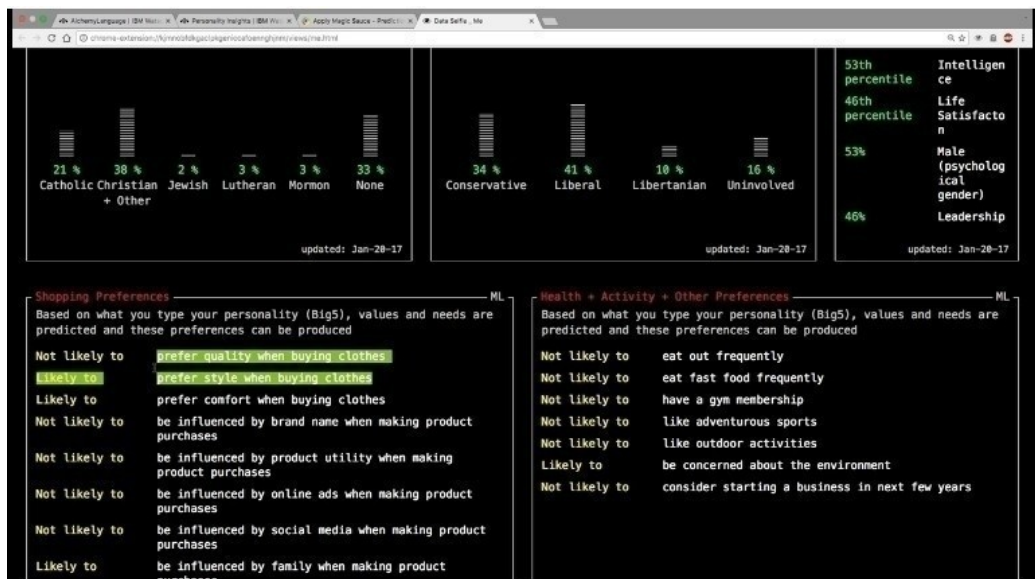 AlchemyLanguage | IBM Wat
Personality Insights | IBM Wa
Apply Magic Sauce - Predictio
Data Selfie _ Me
53th Intelligen
percentile ce
46th Life
percentile Satisfacto
n
53% Male
(psycholog
ical
gender)
46% Leadership
updated: Jan-20-17
21 % 38 % 2 % 3 % 3 % 33 %
Catholic Christian Jewish Lutheran Mormon None
+ Other
updated: Jan-20-17
34 % 41 % 10 % 16 %
Conservative Liberal Libertanian Uninvolved
updated: Jan-20-17
Shopping Preferences ML
Based on what you type your personality (Big5), values and needs are
predicted and these preferences can be produced
Not likely to prefer quality when buying clothes
Likely to prefer style when buying clothes
Likely to prefer comfort when buying clothes
Not likely to be influenced by brand name when making product
purchases
Not likely to be influenced by product utility when making
product purchases
Not likely to be influenced by online ads when making product
purchases
Not likely to be influenced by social media when making product
purchases
Likely to be influenced by family when making product
Health + Activity + Other Preferences ML
Based on what you type your personality (Big5), values and needs are
predicted and these preferences can be produced
Not likely to eat out frequently
Not likely to eat fast food frequently
Not likely to have a gym membership
Not likely to like adventurous sports
Not likely to like outdoor activities
Likely to be concerned about the environment
Not likely to consider starting a business in next few years